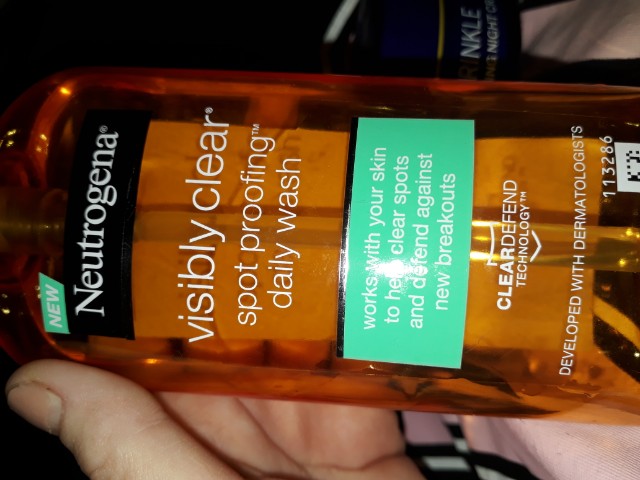 NEW
Neutrogena®
visibly clear®
spot proofing™
daily wash
works with your skin
to help clear spots
and defend against
new breakouts
CLEARDEFEND
TECHNOLOGY™
DEVELOPED WITH DERMATOLOGISTS
113286